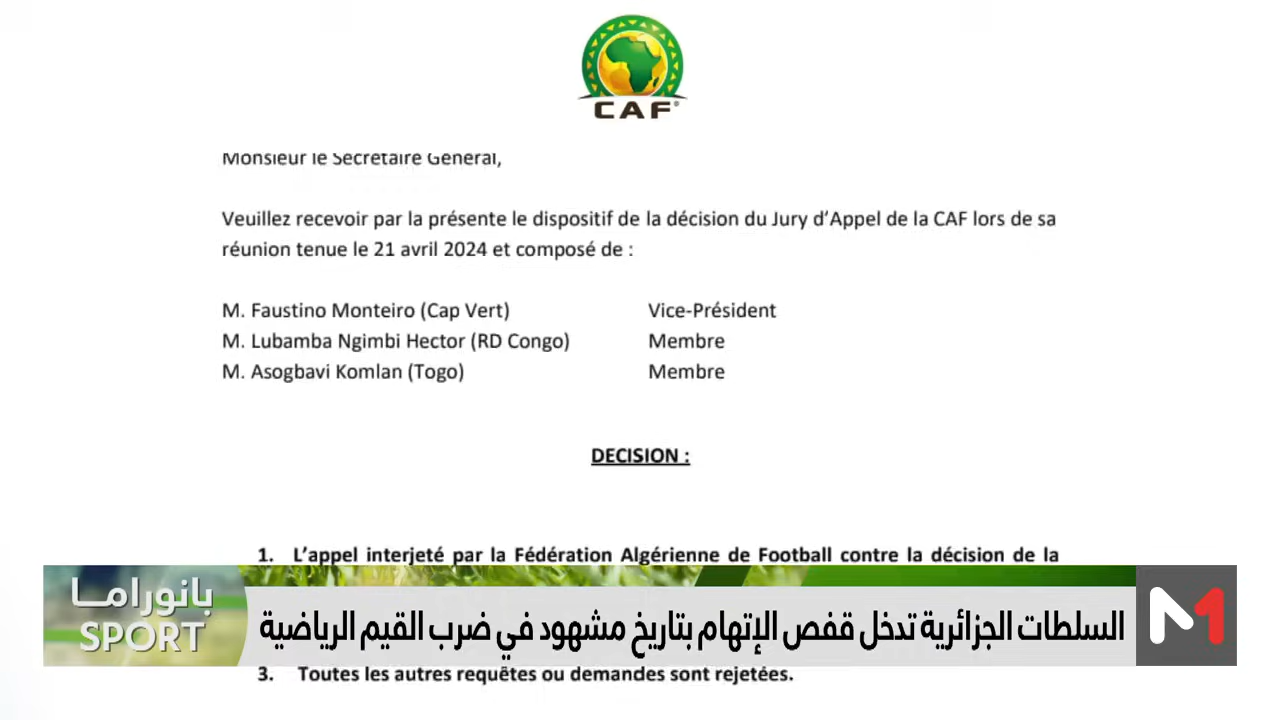 CAF
Monsieur le Secrétaire Général,
Veuillez recevoir par la présente le dispositif de la décision du Jury d’Appel de la CAF lors de sa
réunion tenue le 21 avril 2024 et composé de :
M. Faustino Monteiro (Cap Vert) Vice-Président
M. Lubamba Ngimbi Hector (RD Congo) Membre
M. Asogbavi Komlan (Togo) Membre
DECISION :
1. L’appel interjeté par la Fédération Algérienne de Football contre la décision de la
بانوراما
SPORT
السلطات الجزائرية تدخل قفص الإتهام بتاريخ مشهود في ضرب القيم الرياضية
M1
3. Toutes les autres requêtes ou demandes sont rejetées.